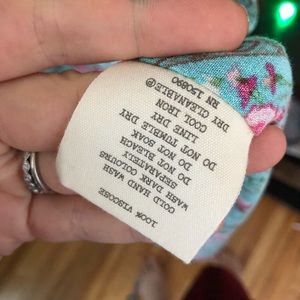 100% VISCOSE
COLD HAND WASH
WASH DARK COLOURS
SEPARATELY
DO NOT BLEACH
DO NOT SOAK
DO NOT TUMBLE DRY
LINE DRY
COOL IRON
DRY CLEANABLE@
RN 150890